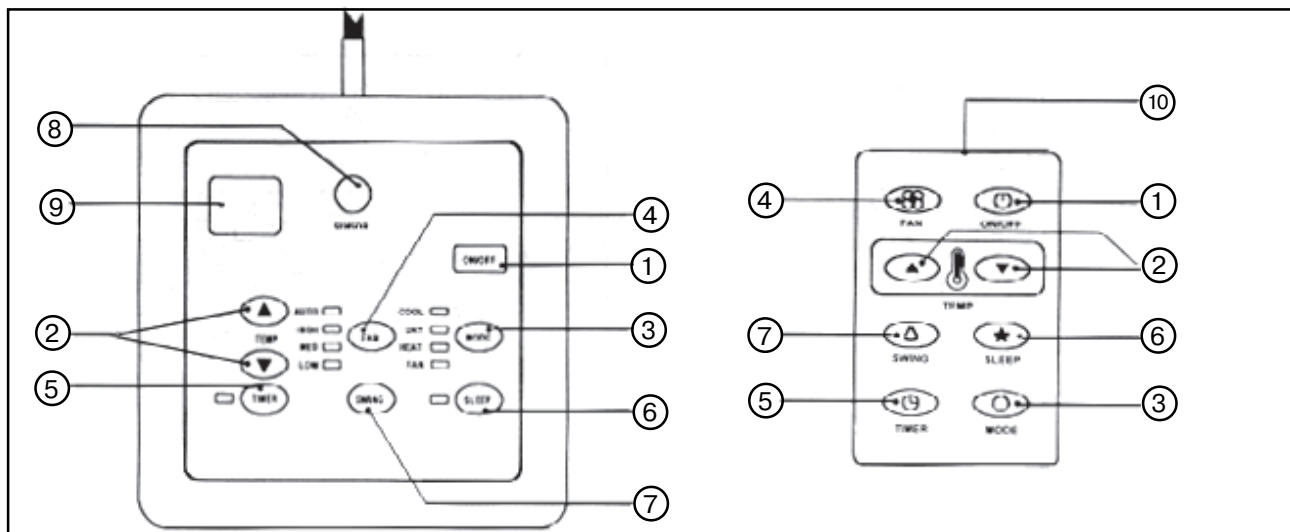 ⑧
⑨
SENSOR
④
ON/OFF
①
②
TEMP
AUTO
HIGH
MED
LOW
FAN
COOL
DRY
HEAT
FAN
MODE
③
⑤
TIMER
SWING
SLEEP
⑥
⑦
⑩
④
FAN
ON/OFF
①
②
TEMP
⑦
SWING
SLEEP
⑥
⑤
TIMER
MODE
③